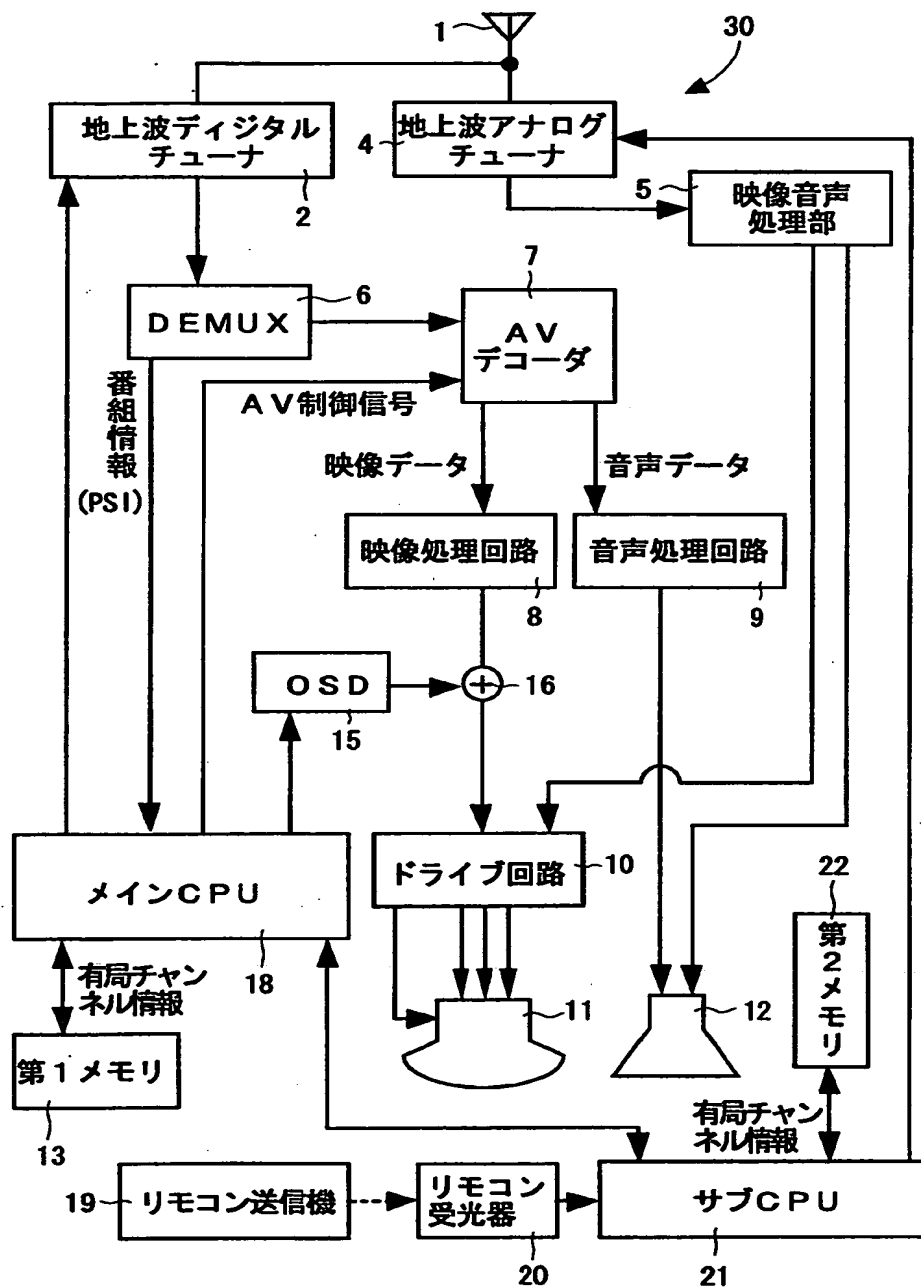 1
30
地上波ディジタル
チューナ
2
4
地上波アナログ
チューナ
5
映像音声
処理部
DEMUX
6
7
AV
デコーダ
番組情報
(PSI)
AV制御信号
映像データ
音声データ
映像処理回路
8
音声処理回路
9
OSD
15
16
メインCPU
18
ドライブ回路
10
22
第2メモリ
有局チャン
ネル情報
11
12
第1メモリ
13
有局チャン
ネル情報
19
リモコン送信機
リモコン
受光器
20
サブCPU
21